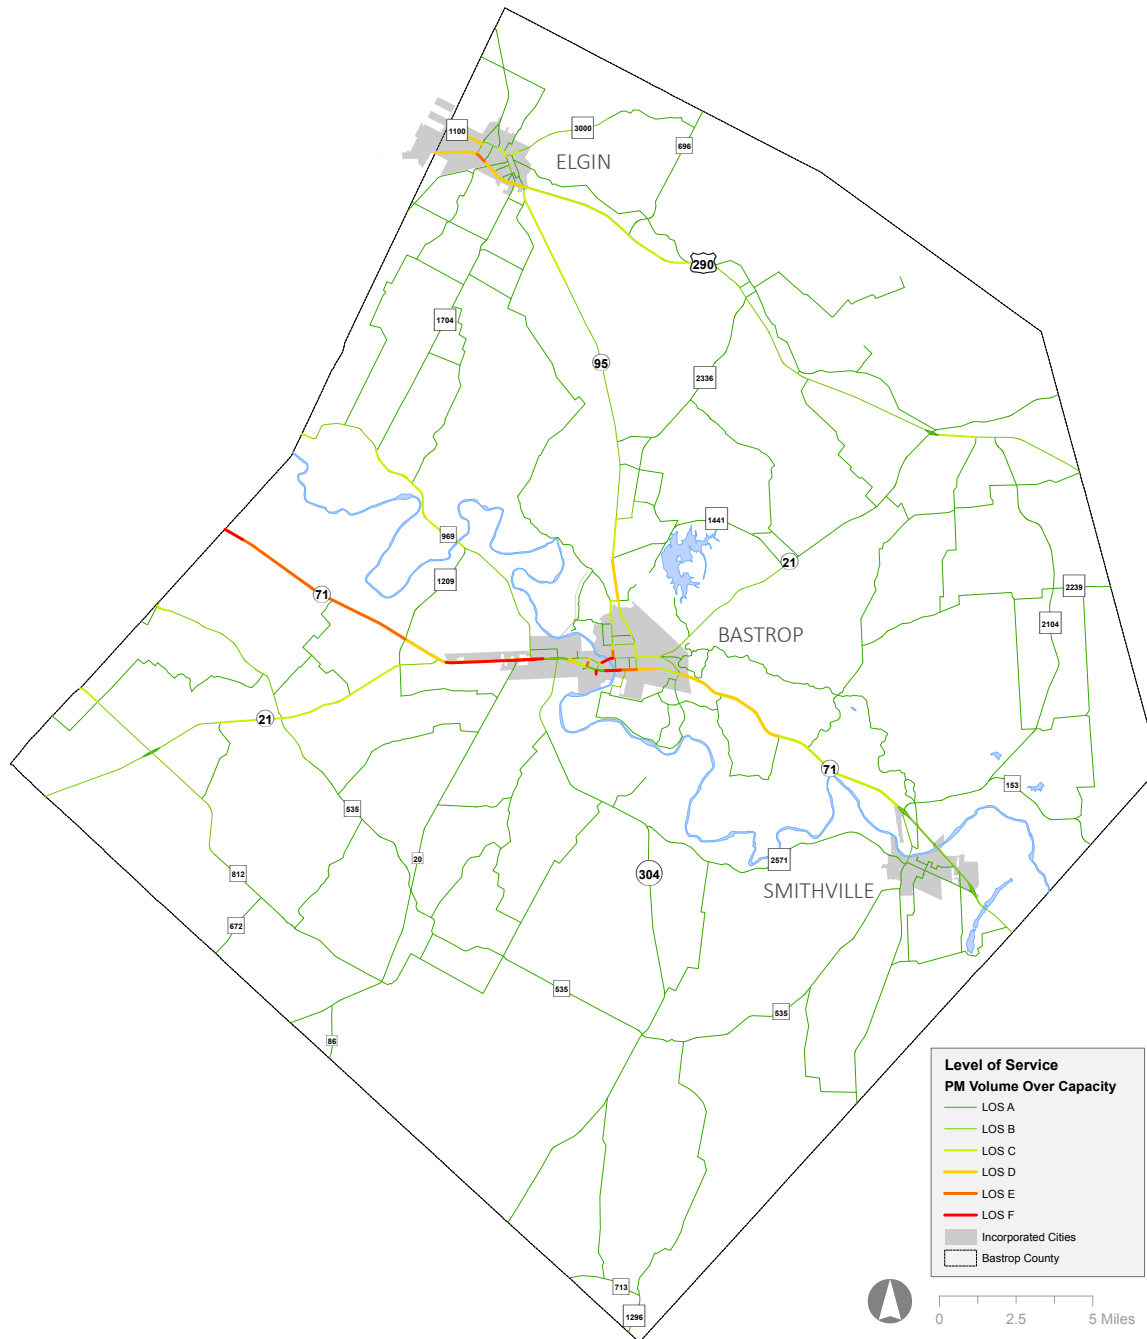 1100
3000
696
ELGIN
290
1704
95
2336
1441
969
21
1209
71
2239
2104
BASTROP
21
71
153
535
20
2571
304
812
SMITHVILLE
672
535
535
86
713
1296
Level of Service
PM Volume Over Capacity
LOS A
LOS B
LOS C
LOS D
LOS E
LOS F
Incorporated Cities
Bastrop County
0 2.5 5 Miles